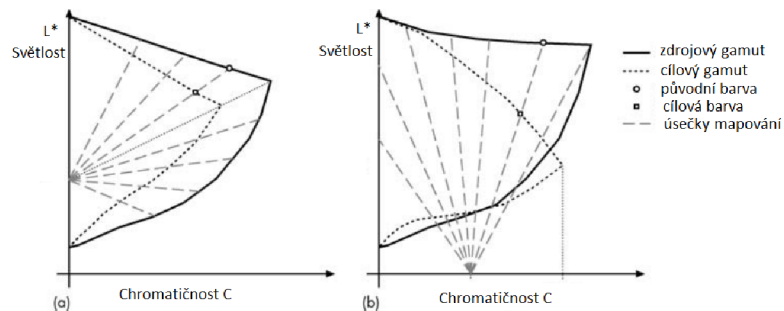 L*
Světlost
(a)
Chromatičnost C
L*
Světlost
(b)
Chromatičnost C
zdrojový gamut
cílový gamut
původní barva
cílová barva
úsečky mapování